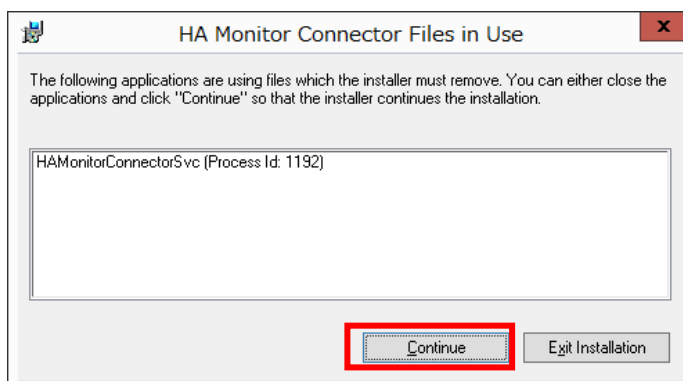 HA Monitor Connector Files in Use
x
The following applications are using files which the installer must remove. You can either close the
applications and click "Continue" so that the installer continues the installation.
HAMonitorConnectorSvc (Process Id: 1192)
Continue
Exit Installation